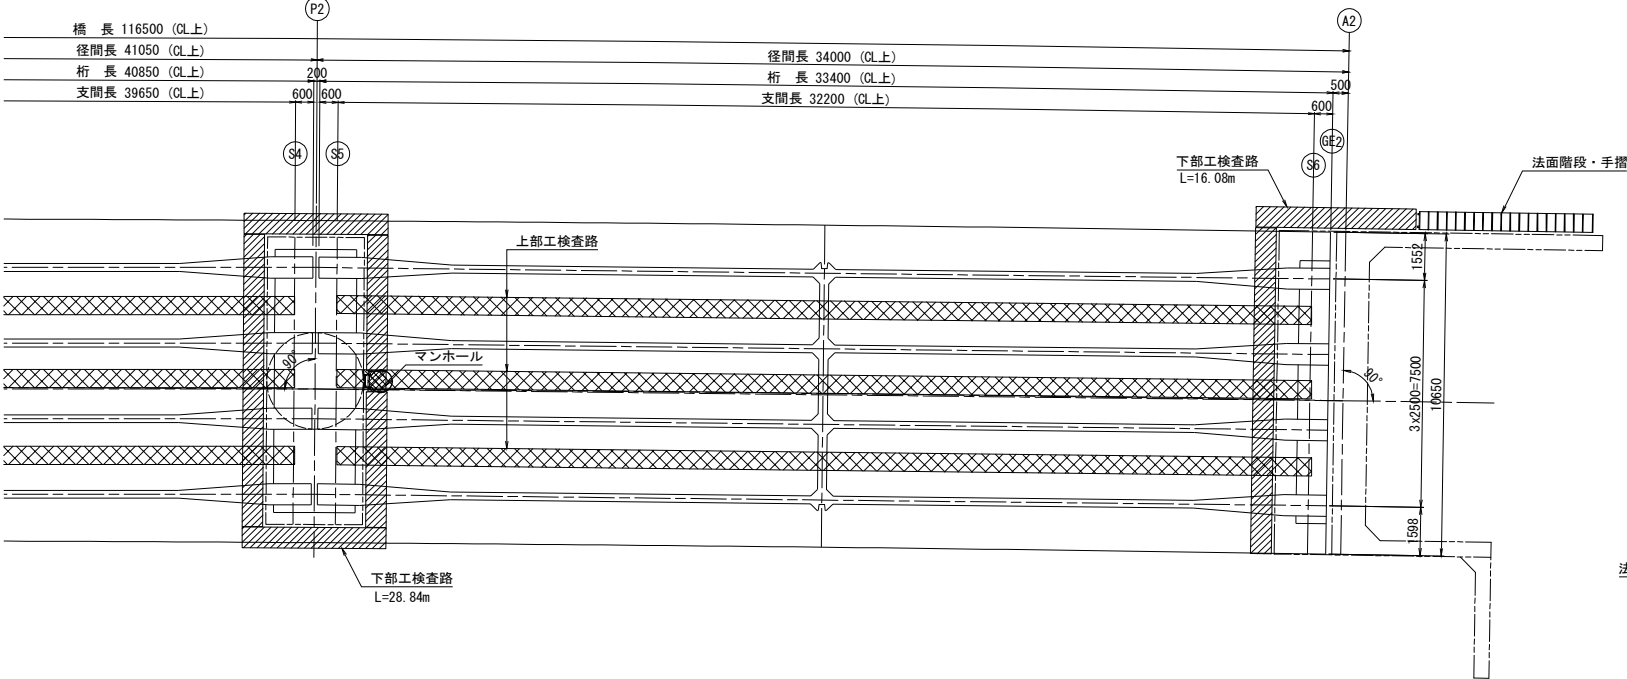 P2
A2
橋 長 116500 (CL上)
径間長 41050 (CL上)
径間長 34000 (CL上)
桁 長 40850 (CL上)
200
桁 長 33400 (CL上)
500
支間長 39650 (CL上)
600
600
支間長 32200 (CL上)
600
S4
S5
GE2
S6
下部工検査路
L=16.08m
法面階段・手摺
上部工検査路
マンホール
90°
90°
1552
3x2500=7500
10650
1598
下部工検査路
L=28.84m
法